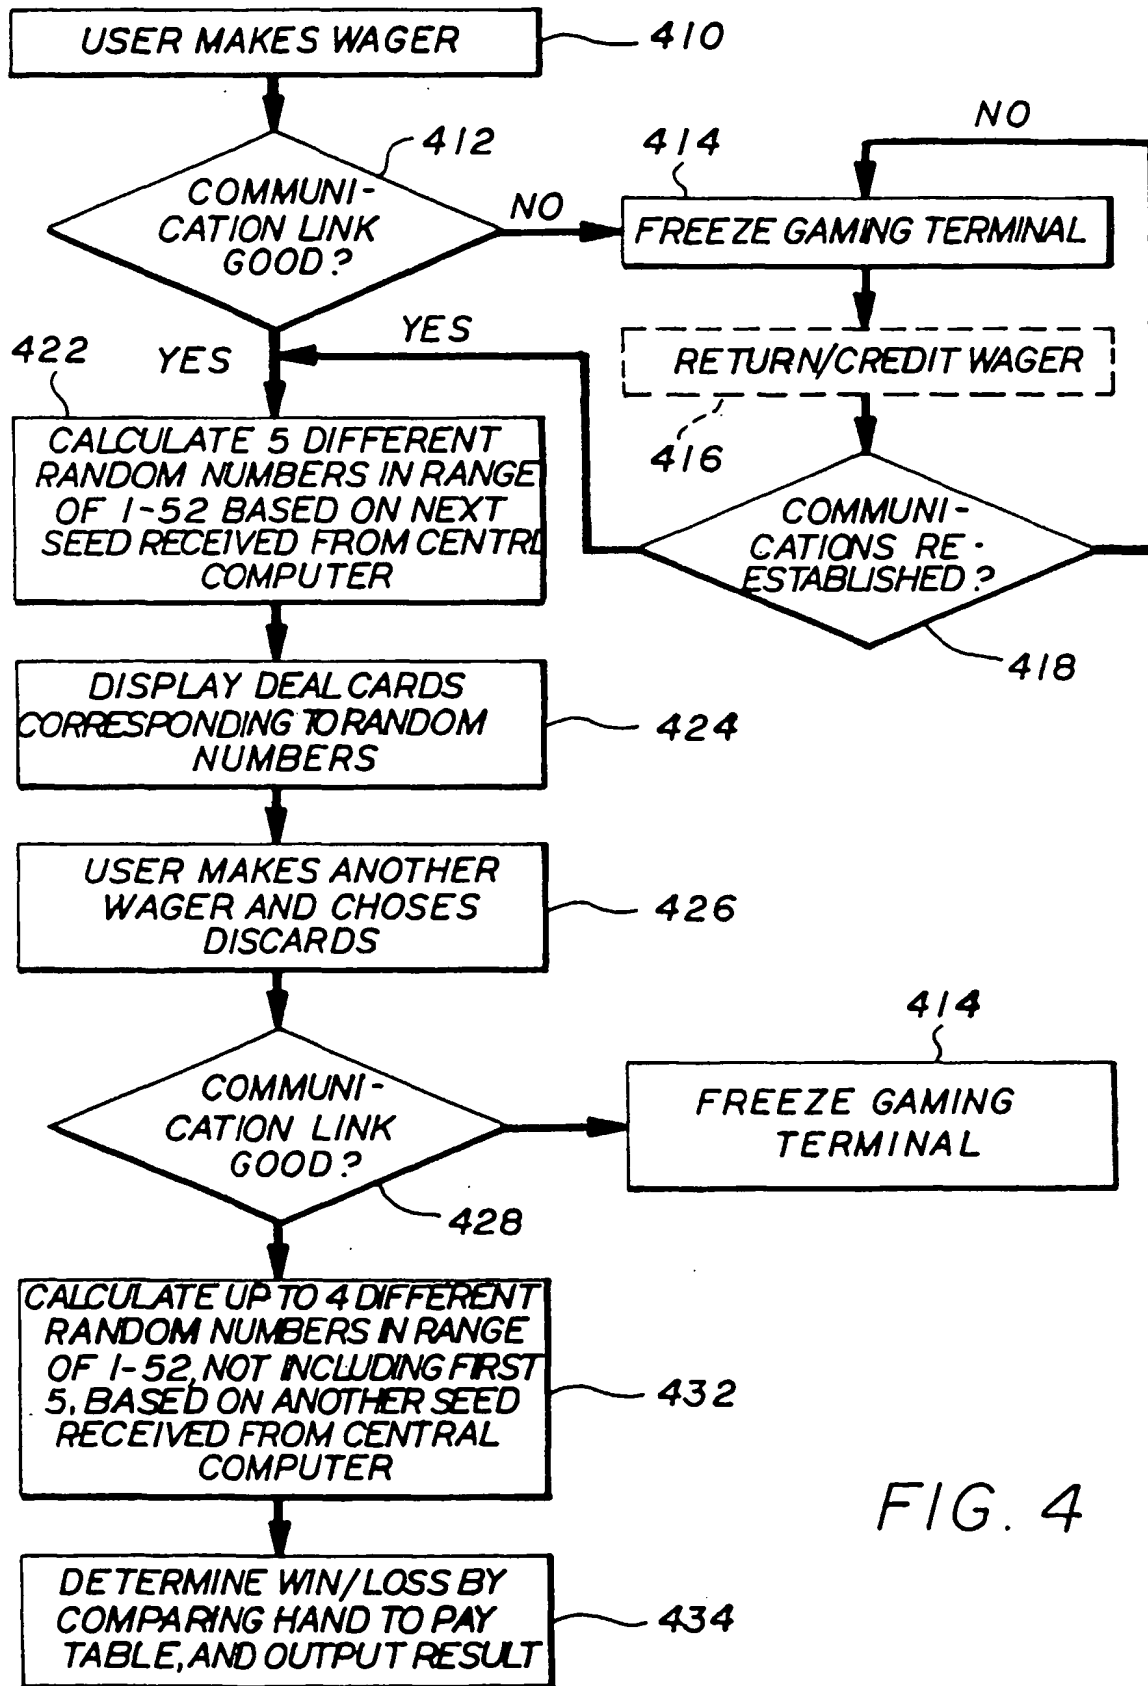 USER MAKES WAGER
410
412
COMMUNI-
CATION LINK
GOOD?
NO
414
NO
FREEZE GAMING TERMINAL
YES
YES
RETURN/CREDIT WAGER
416
422
CALCULATE 5 DIFFERENT
RANDOM NUMBERS IN RANGE
OF 1-52 BASED ON NEXT
SEED RECEIVED FROM CENTRL
COMPUTER
COMMUNI-
CATIONS RE-
ESTABLISHED?
418
DISPLAY DEAL CARDS
CORRESPONDING TO RANDOM
NUMBERS
424
USER MAKES ANOTHER
WAGER AND CHOSES
DISCARDS
426
COMMUNI-
CATION LINK
GOOD?
428
414
FREEZE GAMING
TERMINAL
CALCULATE UP TO 4 DIFFERENT
RANDOM NUMBERS IN RANGE
OF 1-52, NOT INCLUDING FIRST
5, BASED ON ANOTHER SEED
RECEIVED FROM CENTRAL
COMPUTER
432
DETERMINE WIN/LOSS BY
COMPARING HAND TO PAY
TABLE, AND OUTPUT RESULT
434
FIG. 4